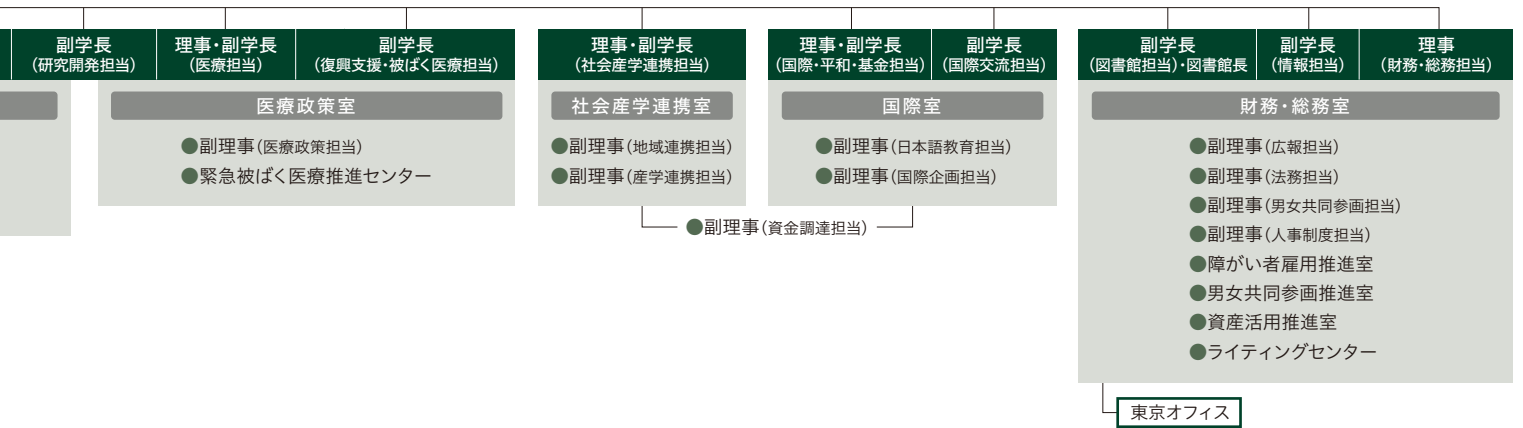 副学長
(研究開発担当)
理事・副学長
(医療担当)
副学長
(復興支援・被ばく医療担当)
医療政策室
●副理事(医療政策担当)
●緊急被ばく医療推進センター
理事・副学長
(社会産学連携担当)
社会産学連携室
●副理事(地域連携担当)
●副理事(産学連携担当)
理事・副学長
(国際・平和・基金担当)
副学長
(国際交流担当)
国際室
●副理事(日本語教育担当)
●副理事(国際企画担当)
●副理事(資金調達担当)
副学長
(図書館担当)・図書館長
副学長
(情報担当)
理事
(財務・総務担当)
財務・総務室
●副理事(広報担当)
●副理事(法務担当)
●副理事(男女共同参画担当)
●副理事(人事制度担当)
●障がい者雇用推進室
●男女共同参画推進室
●資産活用推進室
●ライティングセンター
東京オフィス